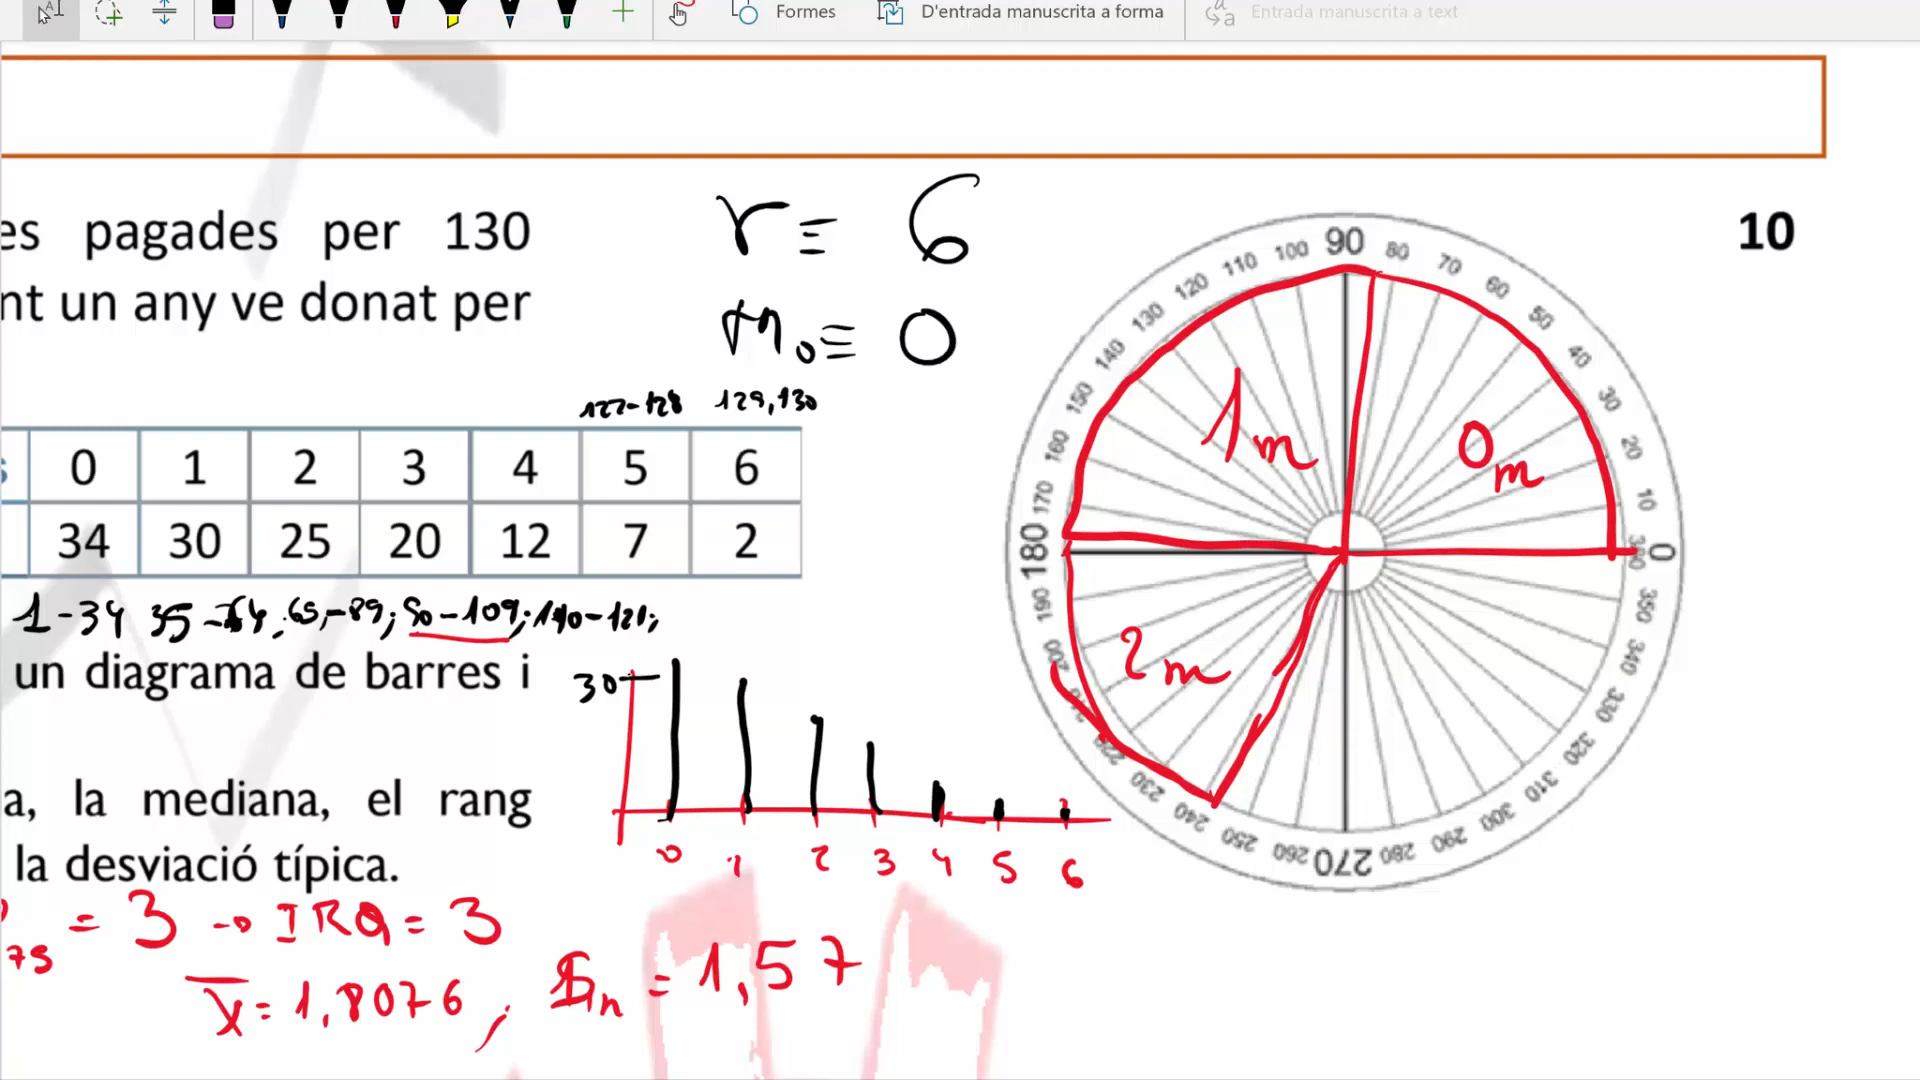 Formes D'entrada manuscrita a forma Entrada manuscrita a text
es pagades per 130
nt un any ve donat per
r ≡ 6
m₀ ≡ 0
10
127-128 129,130
s 0 1 2 3 4 5 6
34 30 25 20 12 7 2
1-34 35-64; 65-89; 90-109; 110-121;
un diagrama de barres i
a, la mediana, el rang
la desviació típica.
75 = 3 → IRQ = 3
x̅ = 1,8076 ; Sn = 1,57
30
0 1 2 3 4 5 6
0 10 20 30 40 50 60 70 80 90 100 110 120 130 140 150 160 170 180 190 200 210 220 230 240 250 260 270 280 290 300 310 320 330 340 350 360
1m
0m
2m